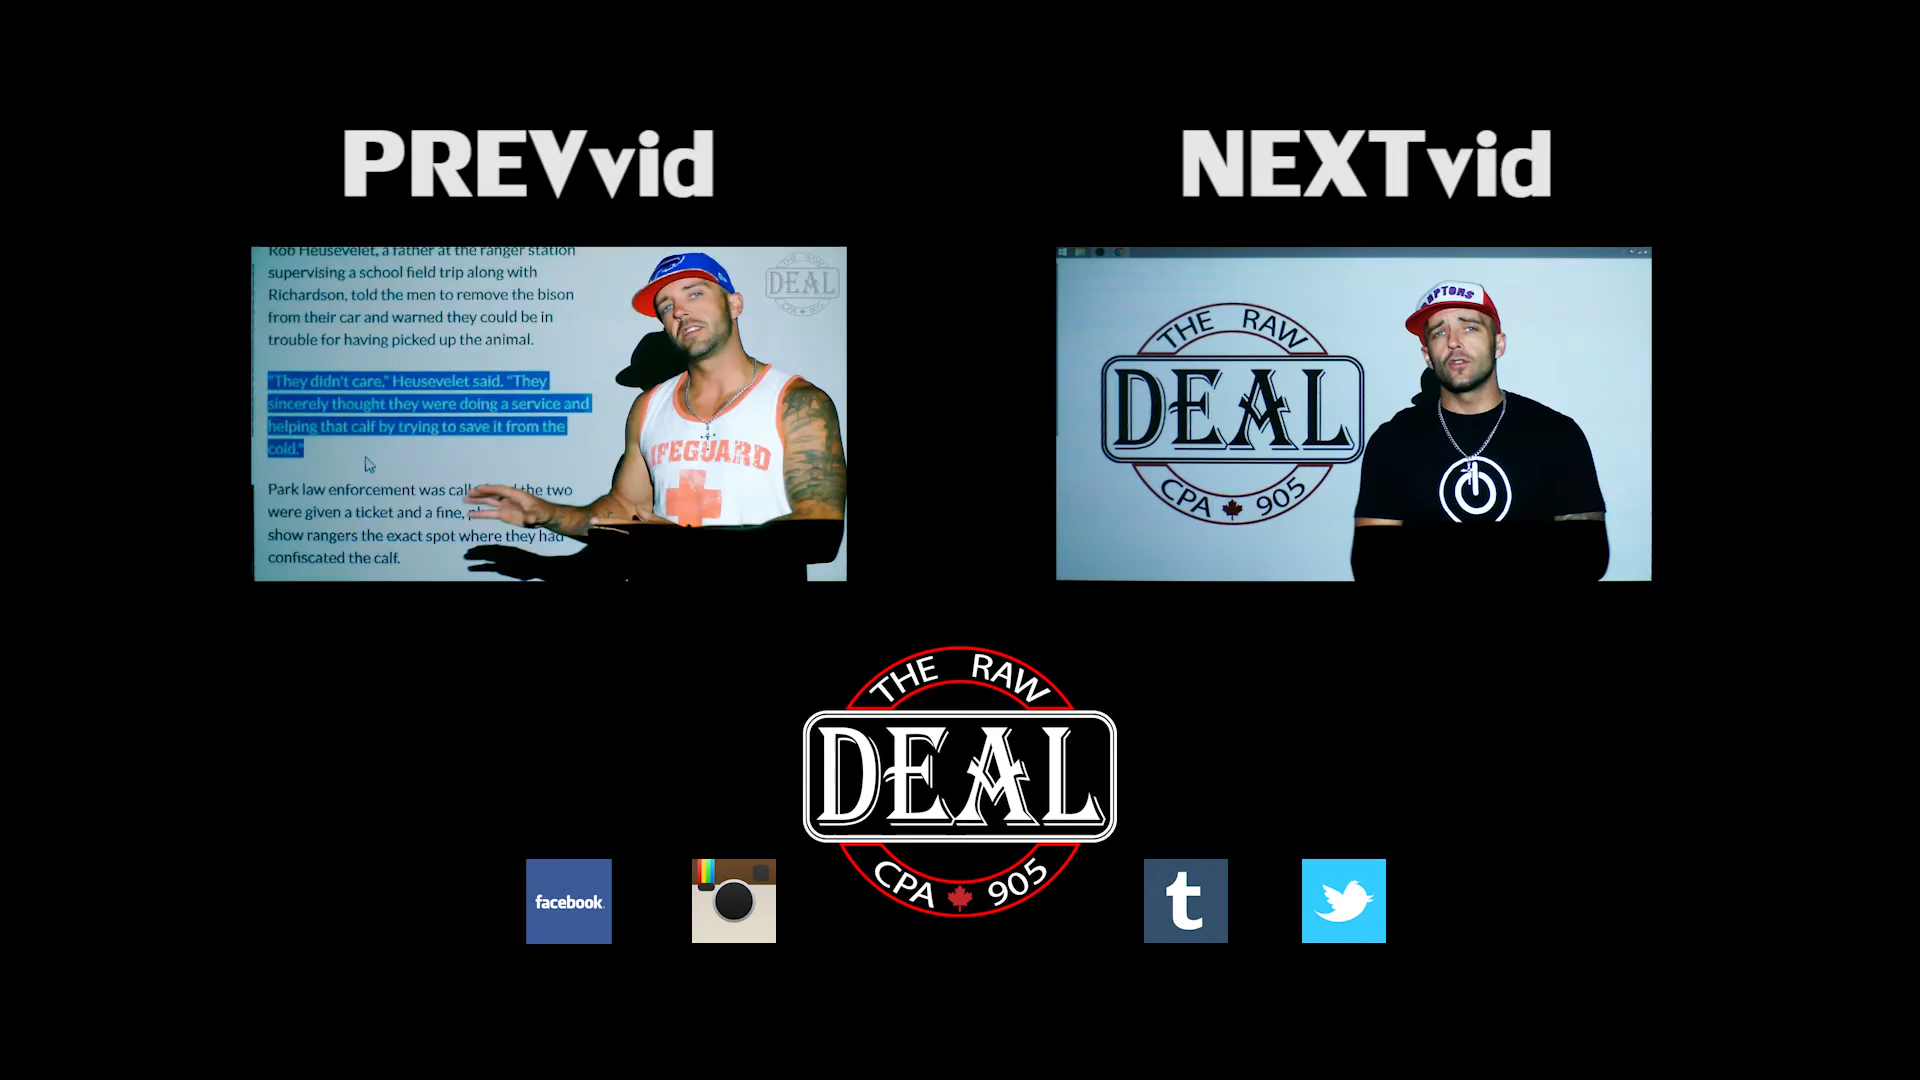 PREVvid
NEXTvid
Rob Heusevelet, a father at the ranger station
supervising a school field trip along with
Richardson, told the men to remove the bison
from their car and warned they could be in
trouble for having picked up the animal.
"They didn't care," Heusevelet said. "They
sincerely thought they were doing a service and
helping that calf by trying to save it from the
cold."
Park law enforcement was the two
were given a ticket and a fine,
show rangers the exact spot where they had
confiscated the calf.
THE RAW
DEAL
CPA 905
LIFEGUARD
THE RAW
DEAL
CPA 905
RAPTORS
THE RAW
DEAL
CPA 905
facebook
t